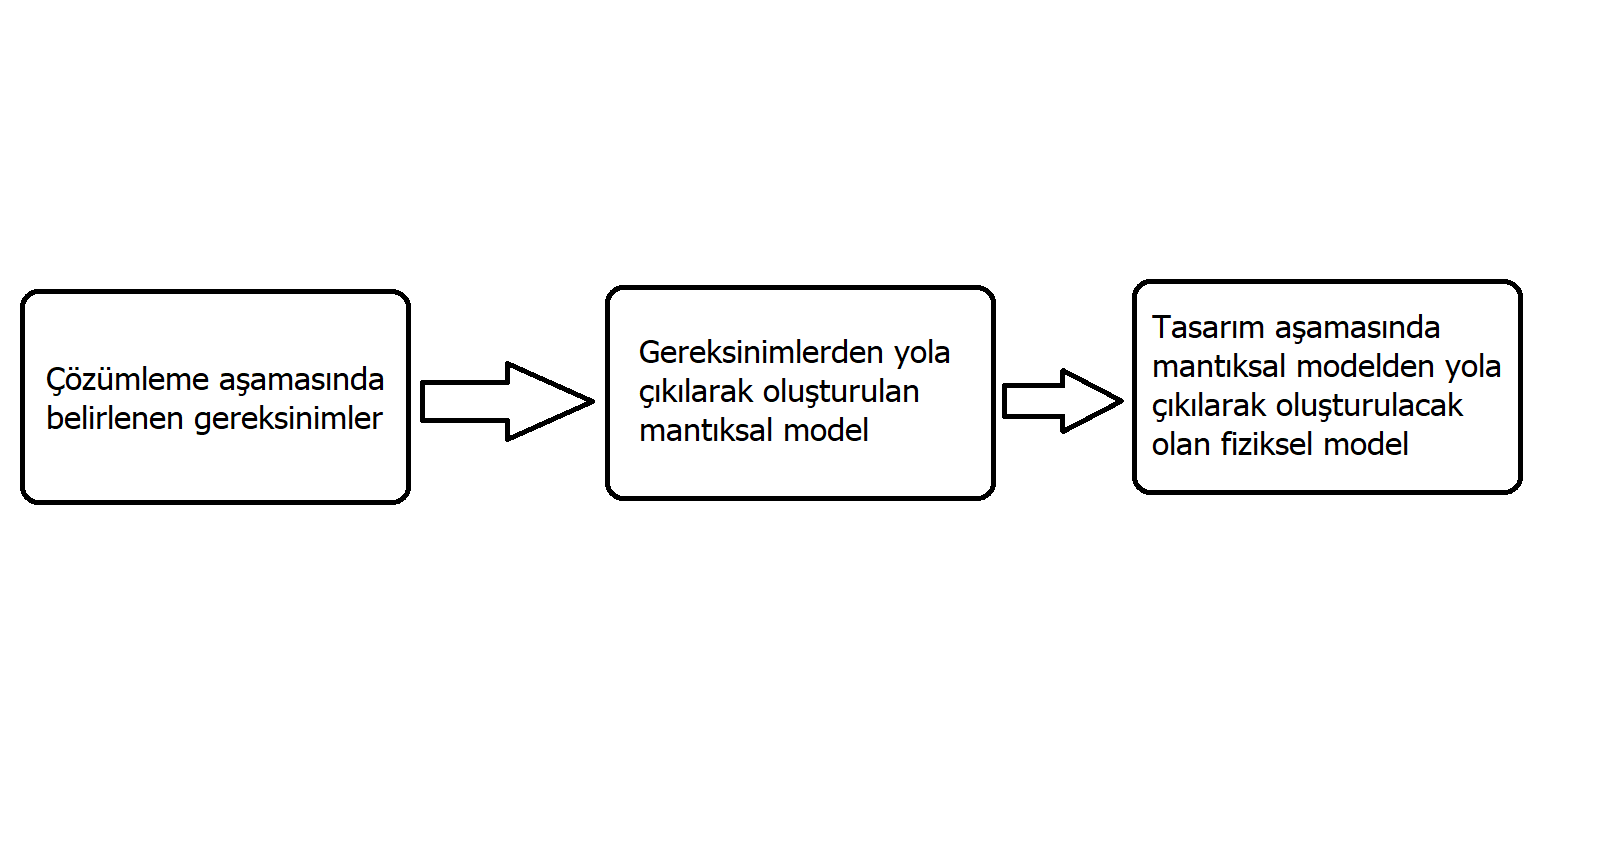 Çözümleme aşamasında
belirlenen gereksinimler
Gereksinimlerden yola
çıkılarak oluşturulan
mantıksal model
Tasarım aşamasında
mantıksal modelden yola
çıkılarak oluşturulacak
olan fiziksel model